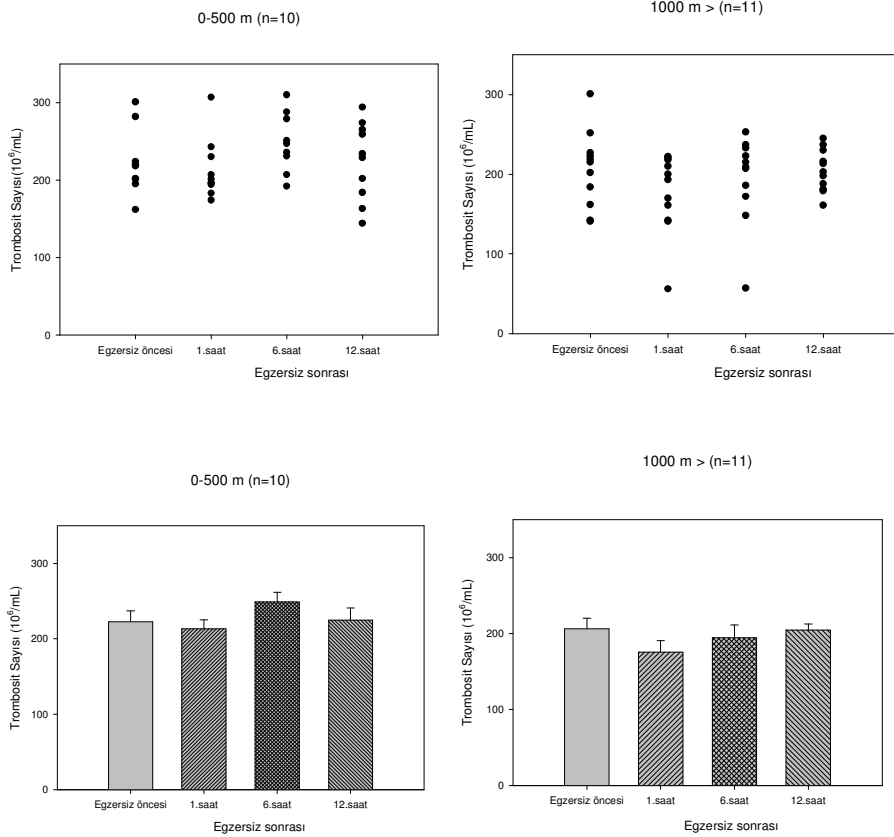 0-500 m (n=10)
Trombosit Sayısı(10⁶/mL)
300
200
100
0
Egzersiz öncesi 1.saat 6.saat 12.saat
Egzersiz sonrası
1000 m > (n=11)
Trombosit Sayısı (10⁶/mL)
300
200
100
0
Egzersiz öncesi 1.saat 6.saat 12.saat
Egzersiz sonrası
0-500 m (n=10)
Trombosit Sayısı (10⁶/mL)
300
200
100
0
Egzersiz öncesi 1.saat 6.saat 12.saat
Egzersiz sonrası
1000 m > (n=11)
Trombosit Sayısı (10⁶/mL)
300
200
100
0
Egzersiz öncesi 1.saat 6.saat 12.saat
Egzersiz sonrası